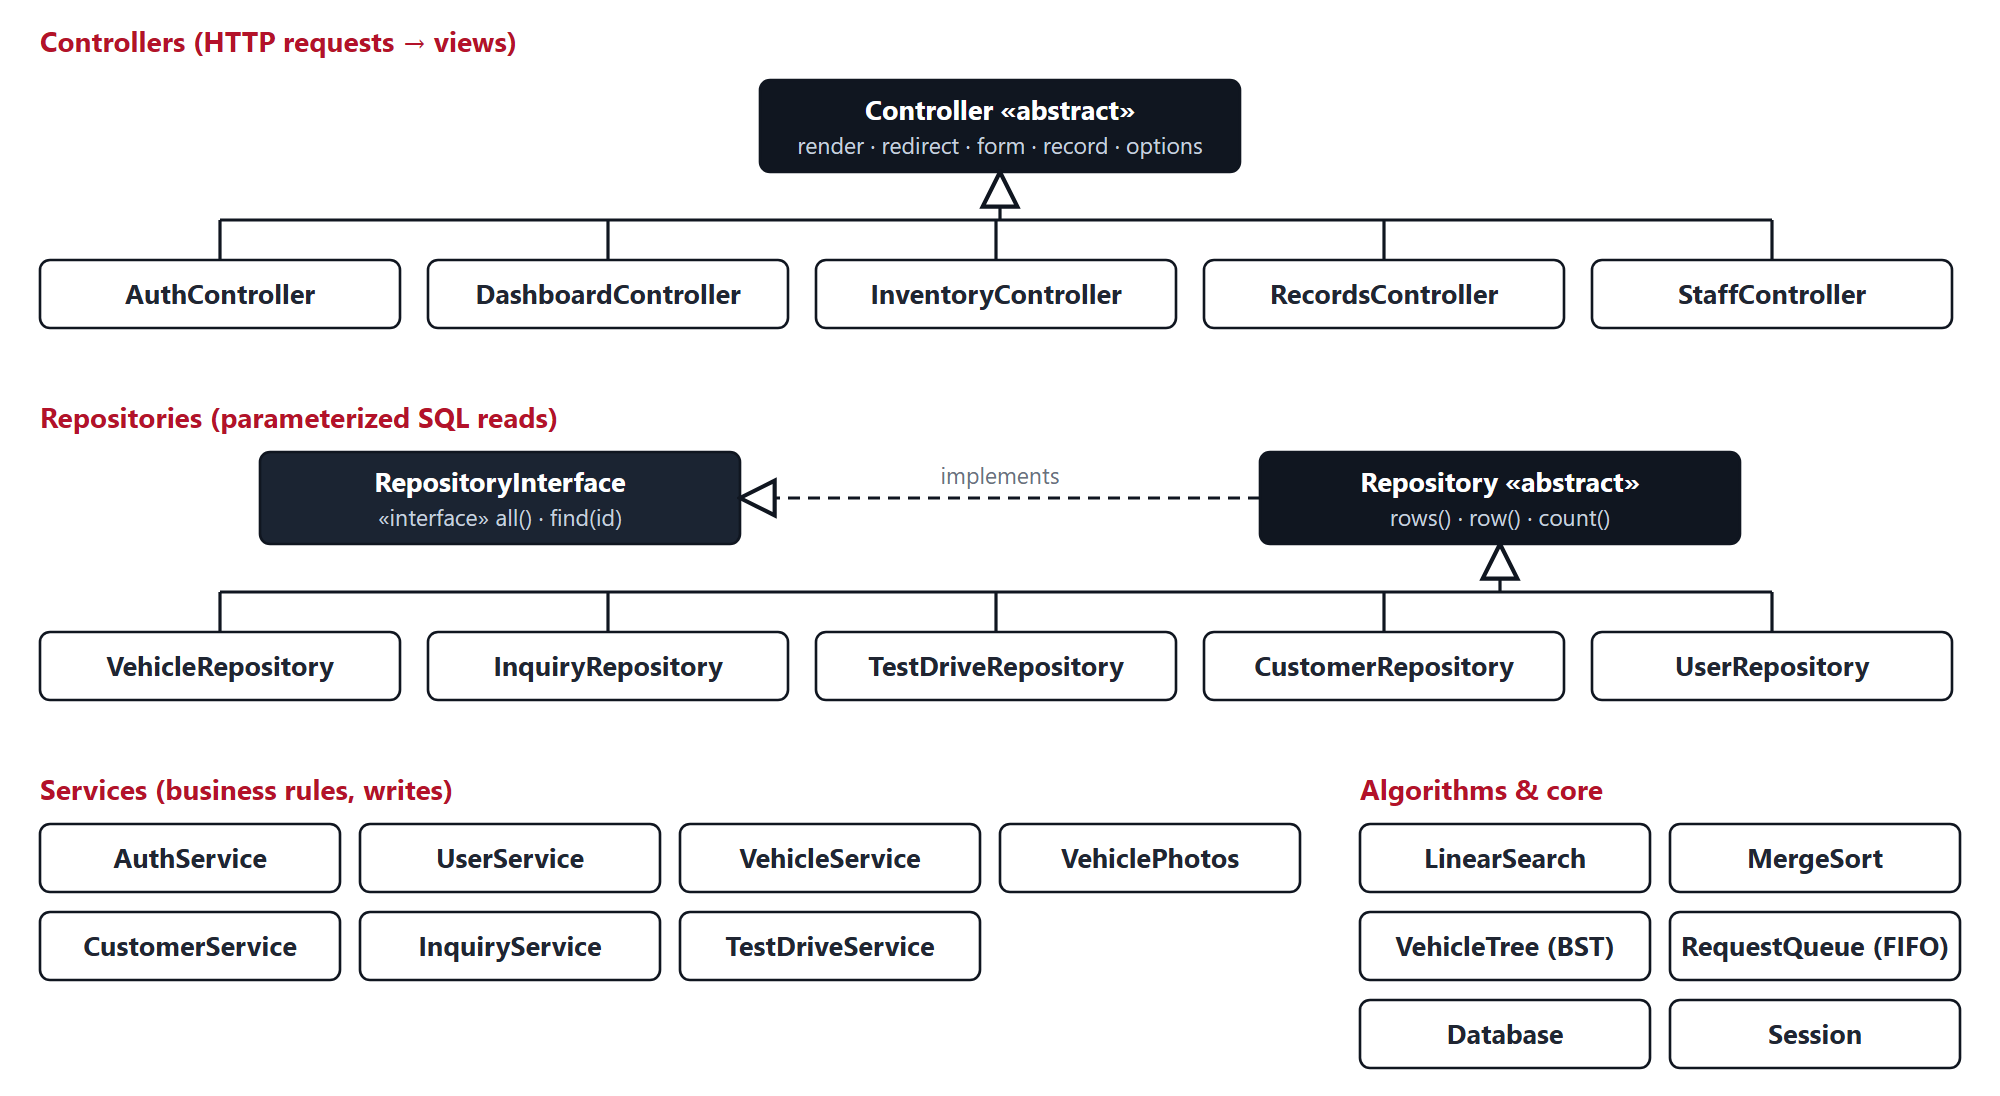 Controllers (HTTP requests → views)
Controller «abstract»
render · redirect · form · record · options
AuthController
DashboardController
InventoryController
RecordsController
StaffController
Repositories (parameterized SQL reads)
RepositoryInterface
«interface» all() · find(id)
implements
Repository «abstract»
rows() · row() · count()
VehicleRepository
InquiryRepository
TestDriveRepository
CustomerRepository
UserRepository
Services (business rules, writes)
AuthService
UserService
VehicleService
VehiclePhotos
CustomerService
InquiryService
TestDriveService
Algorithms & core
LinearSearch
MergeSort
VehicleTree (BST)
RequestQueue (FIFO)
Database
Session